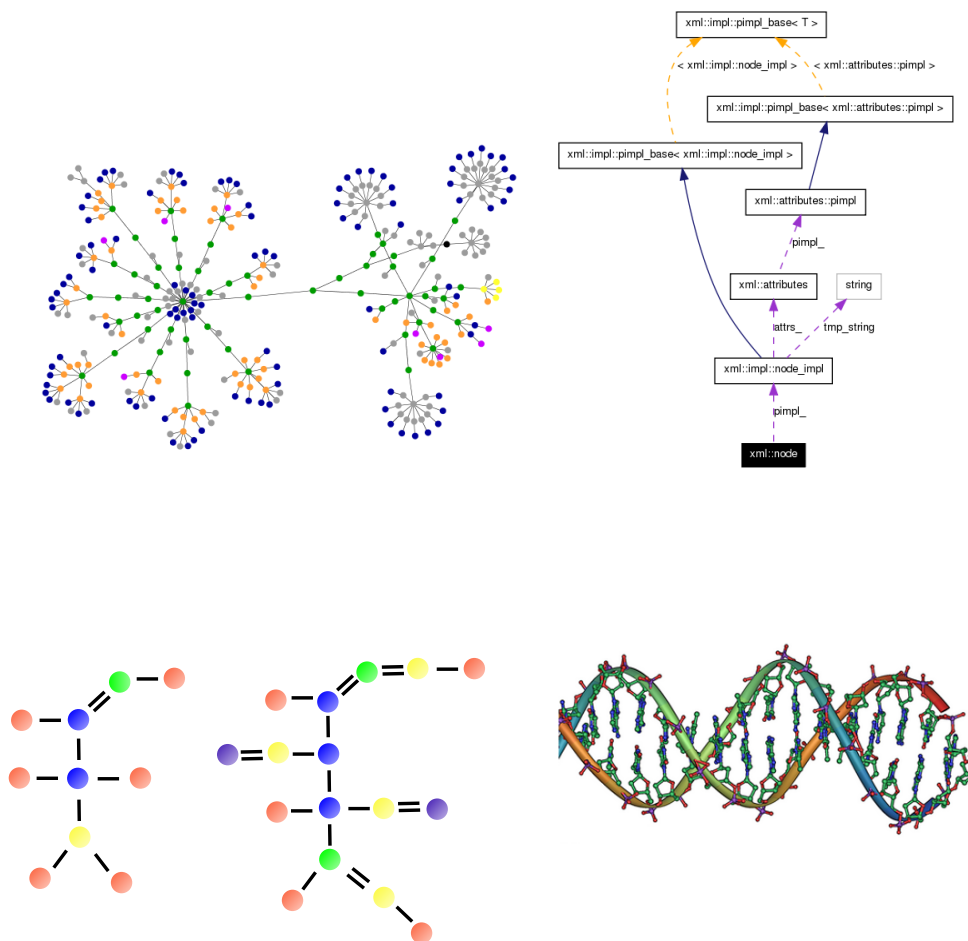 xml::impl::pimpl_base< T >
< xml::impl::node_impl >
< xml::attributes::pimpl >
xml::impl::pimpl_base< xml::attributes::pimpl >
xml::impl::pimpl_base< xml::impl::node_impl >
xml::attributes::pimpl
pimpl_
xml::attributes
string
attrs_
tmp_string
xml::impl::node_impl
pimpl_
xml::node